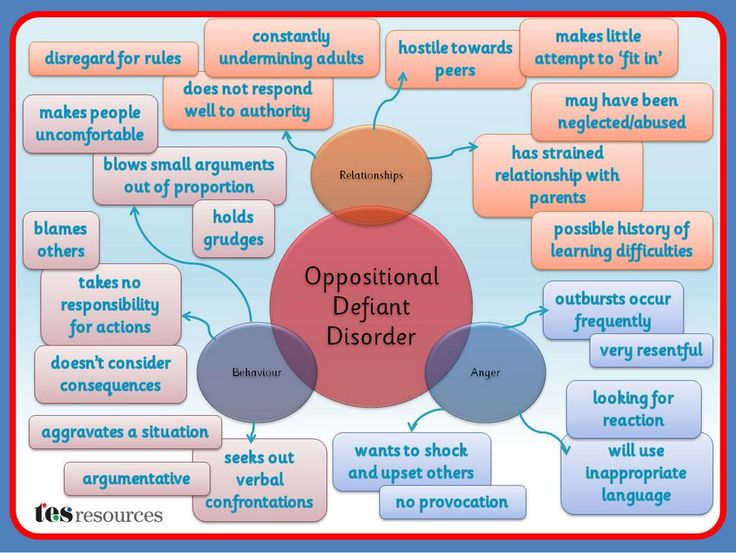 constantly
undermining adults
disregard for rules
does not respond
well to authority
hostile towards
peers
makes little
attempt to ‘fit in’
may have been
neglected/abused
has strained
relationship with
parents
possible history of
learning difficulties
Relationships
makes people
uncomfortable
blows small arguments
out of proportion
holds
grudges
blames
others
takes no
responsibility
for actions
doesn’t consider
consequences
Oppositional
Defiant
Disorder
Behaviour
Anger
outbursts occur
frequently
very resentful
looking for
reaction
will use
inappropriate
language
wants to shock
and upset others
no provocation
aggravates a situation
argumentative
seeks out
verbal
confrontations
tes resources